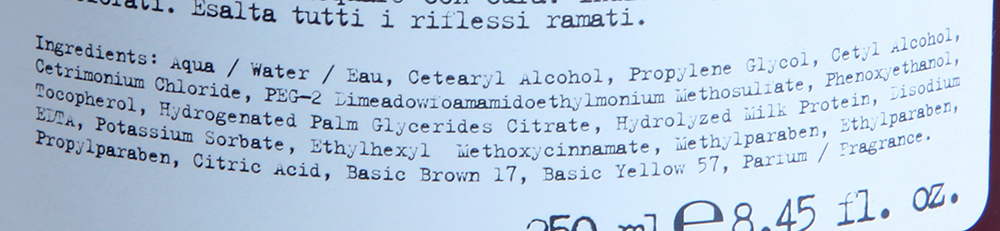 Esalta tutti i riflessi ramati.
Ingredients: Aqua / Water / Eau, Cetearyl Alcohol, Propylene Glycol, Cetyl Alcohol,
Cetrimonium Chloride, PEG-2 Dimeadowfoamamidoethylmonium Methosulfate, Phenoxyethanol,
Tocopherol, Hydrogenated Palm Glycerides Citrate, Hydrolyzed Milk Protein, Disodium
EDTA, Potassium Sorbate, Ethylhexyl Methoxycinnamate, Methylparaben, Ethylparaben,
Propylparaben, Citric Acid, Basic Brown 17, Basic Yellow 57, Parfum / Fragrance.
250 ml ℮ 8.45 fl. oz.